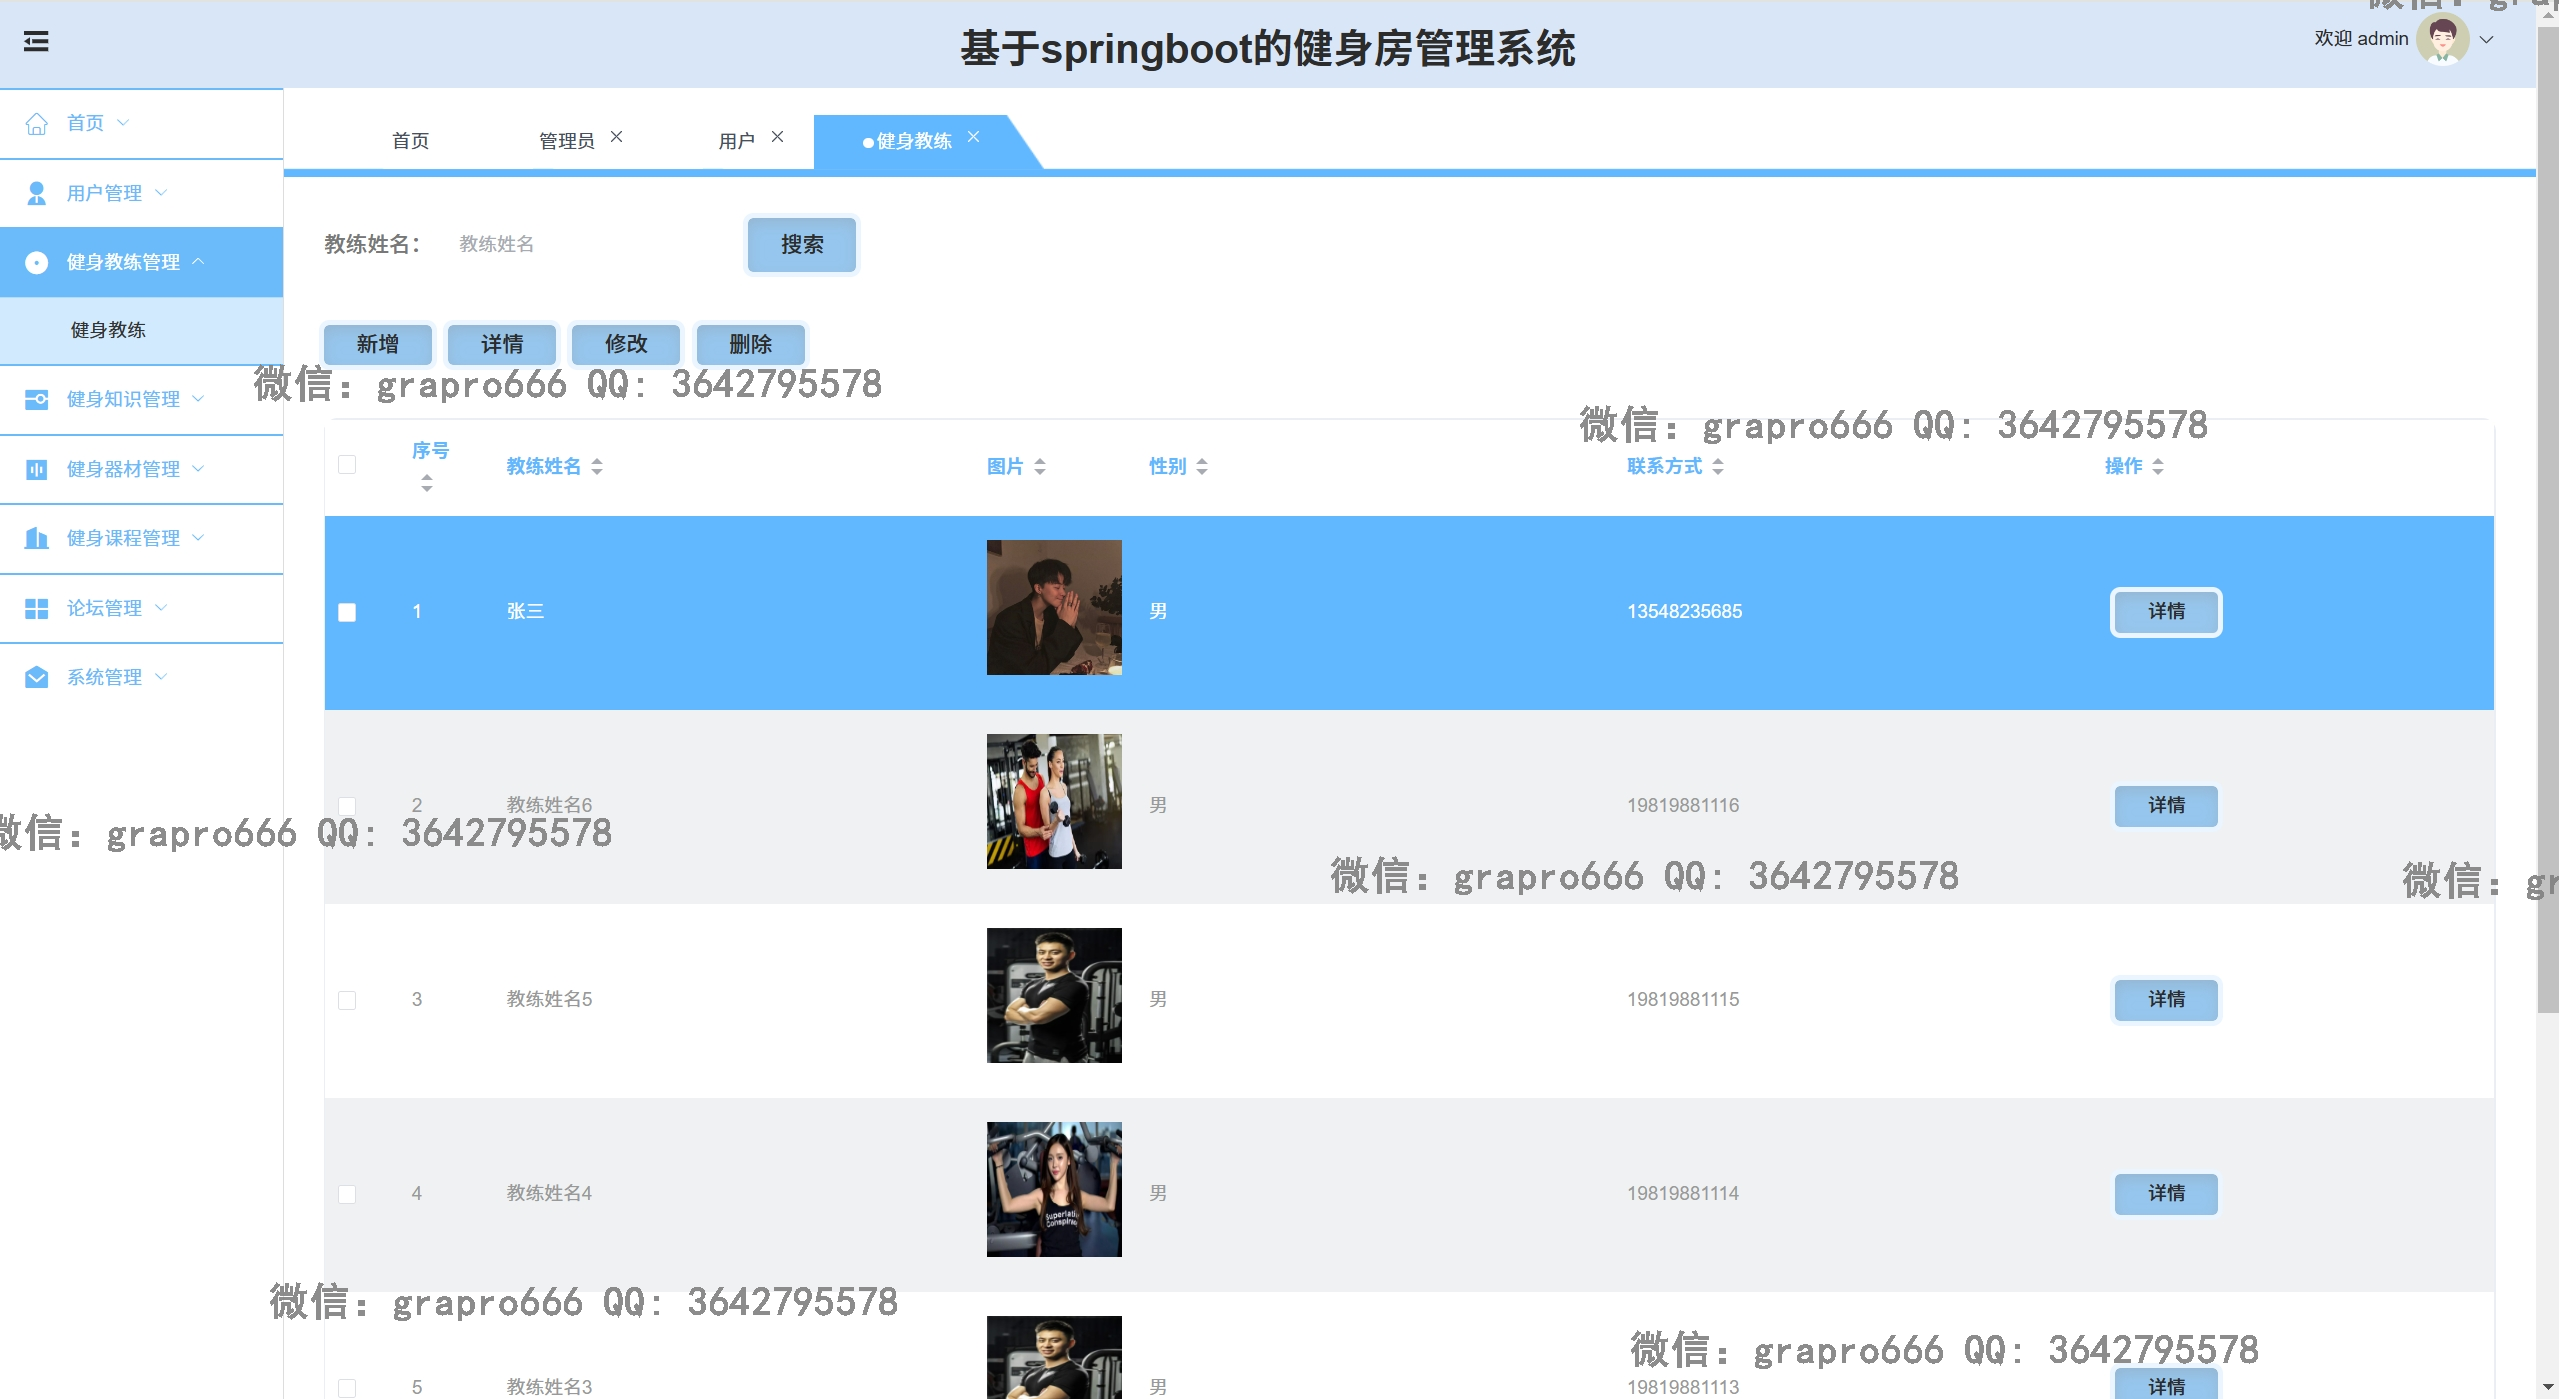 微信: gra
基于springboot的健身房管理系统
欢迎 admin
首页
用户管理
健身教练管理
健身教练
健身知识管理
健身器材管理
健身课程管理
论坛管理
系统管理
首页 管理员 用户 健身教练
教练姓名: 教练姓名 搜索
新增 详情 修改 删除
微信: grapro666 QQ: 3642795578
微信: grapro666 QQ: 3642795578
序号 教练姓名 图片 性别 联系方式 操作
1 张三 男 13548235685 详情
2 教练姓名6 男 19819881116 详情
微信: grapro666 QQ: 3642795578
微信: grapro666 QQ: 3642795578
微信: gr
3 教练姓名5 男 19819881115 详情
4 教练姓名4 男 19819881114 详情
微信: grapro666 QQ: 3642795578
微信: grapro666 QQ: 3642795578
5 教练姓名3 男 19819881113 详情